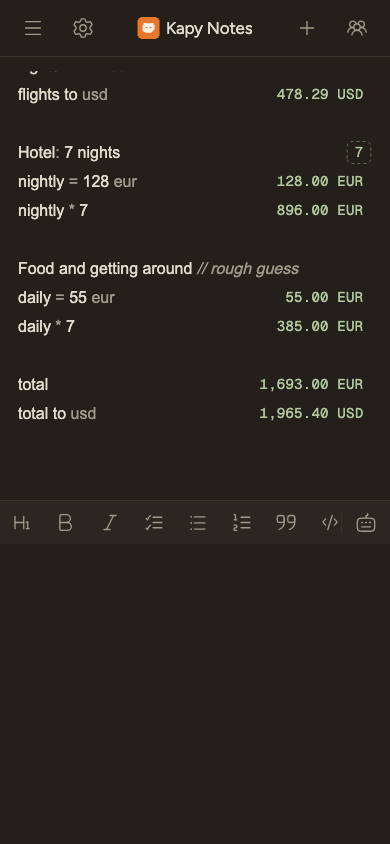 Kapy Notes
flights to usd 478.29 USD
Hotel: 7 nights 7
nightly = 128 eur 128.00 EUR
nightly * 7 896.00 EUR
Food and getting around // rough guess
daily = 55 eur 55.00 EUR
daily * 7 385.00 EUR
total 1,693.00 EUR
total to usd 1,965.40 USD
H1 B I 1 2 99 </>